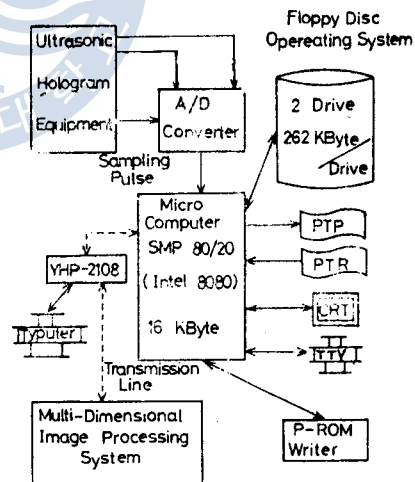 Floppy Disc
Opereating System
Ultrasonic
Hologram
Equipment
A/D
Converter
2 Drive
262 KByte
Drive
Sampling
Pulse
Micro
Computer
SMP 80/20
(Intel 8080)
16 KByte
PTP
PTR
CRT
TTY
YHP-2108
Typuter
Transmission
Line
Multi-Dimensional
Image Processing
System
P-ROM
Writer